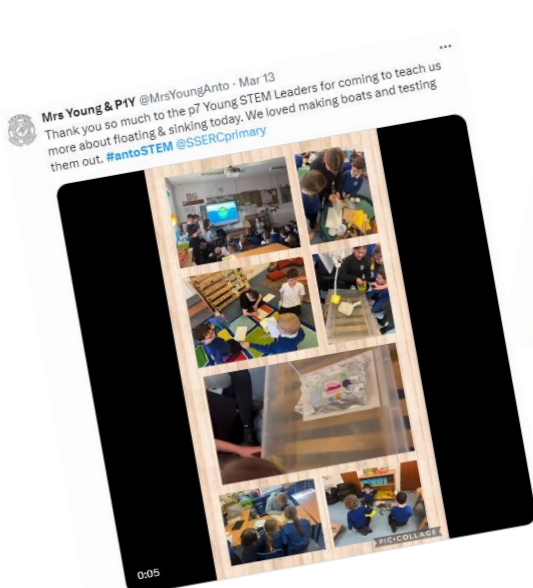 Mrs Young & P1Y @MrsYoungAnto · Mar 13
Thank you so much to the p7 Young STEM Leaders for coming to teach us
more about floating & sinking today. We loved making boats and testing
them out. #antoSTEM @SSERCprimary
PIC•COLLAGE
0:05